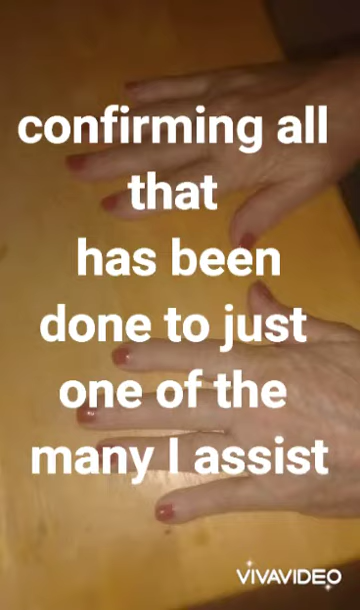 confirming all
that
has been
done to just
one of the
many I assist
VIVAVIDEO